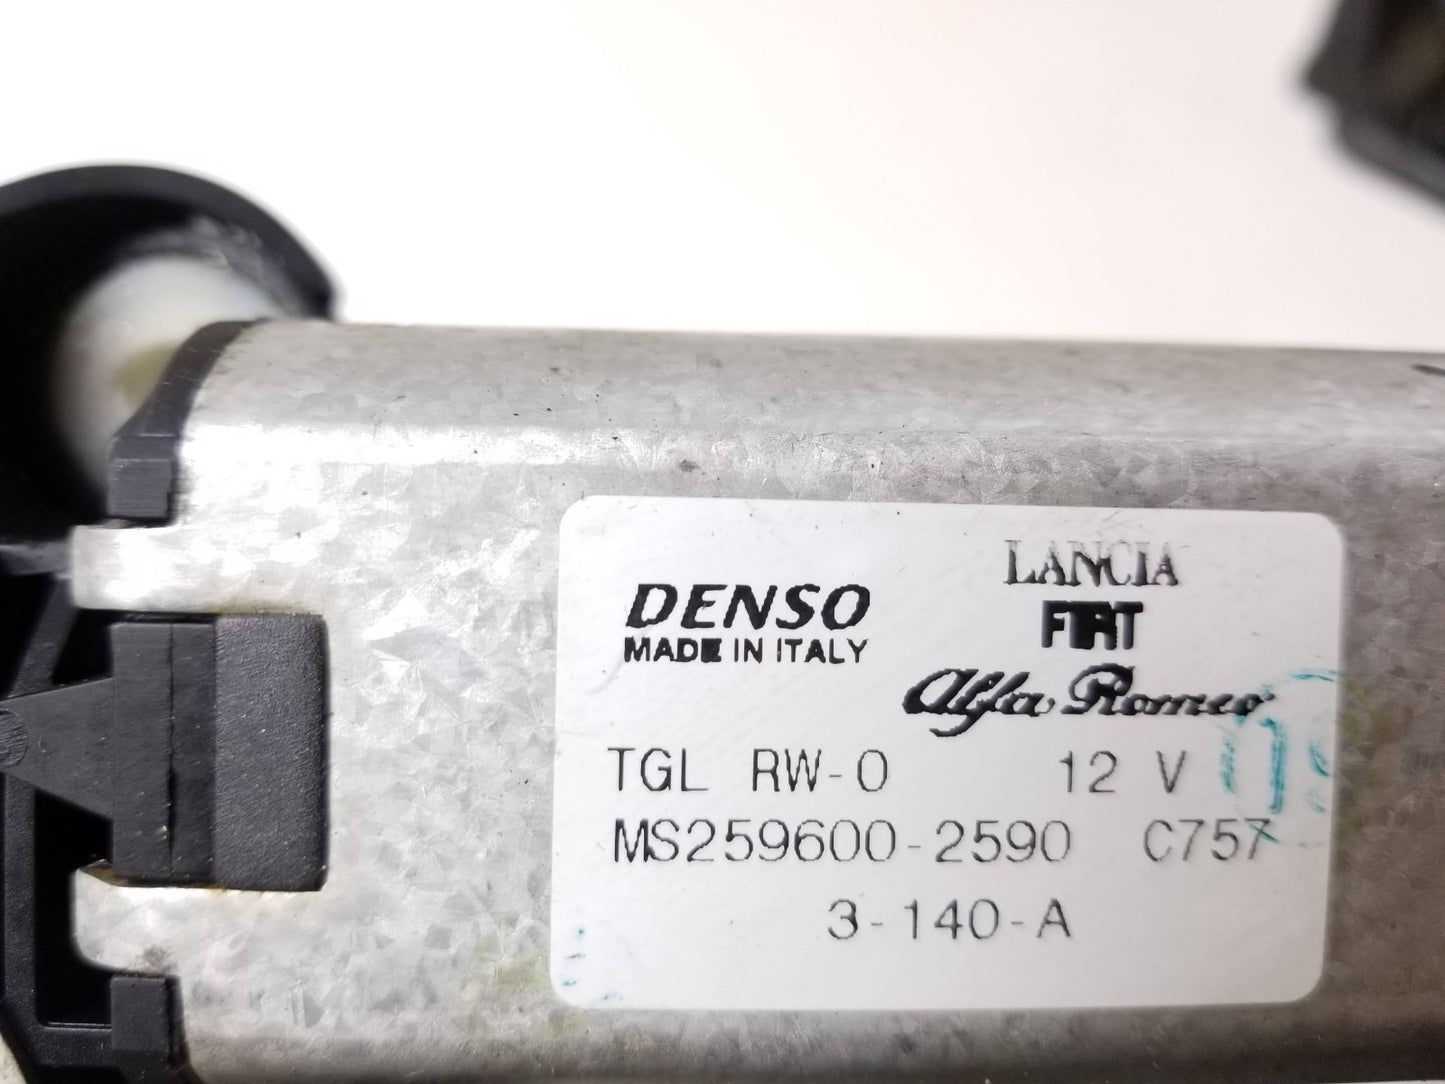 DENSO
MADE IN ITALY
LANCIA
FIAT
Alfa Romeo
TGL RW-0 12 V
MS259600-2590 C757
3-140-A